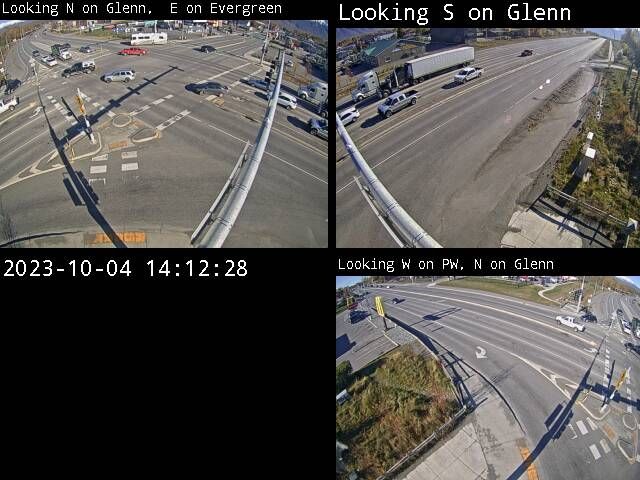 Looking N on Glenn, E on Evergreen
Looking S on Glenn
2023-10-04 14:12:28
Looking W on PW, N on Glenn